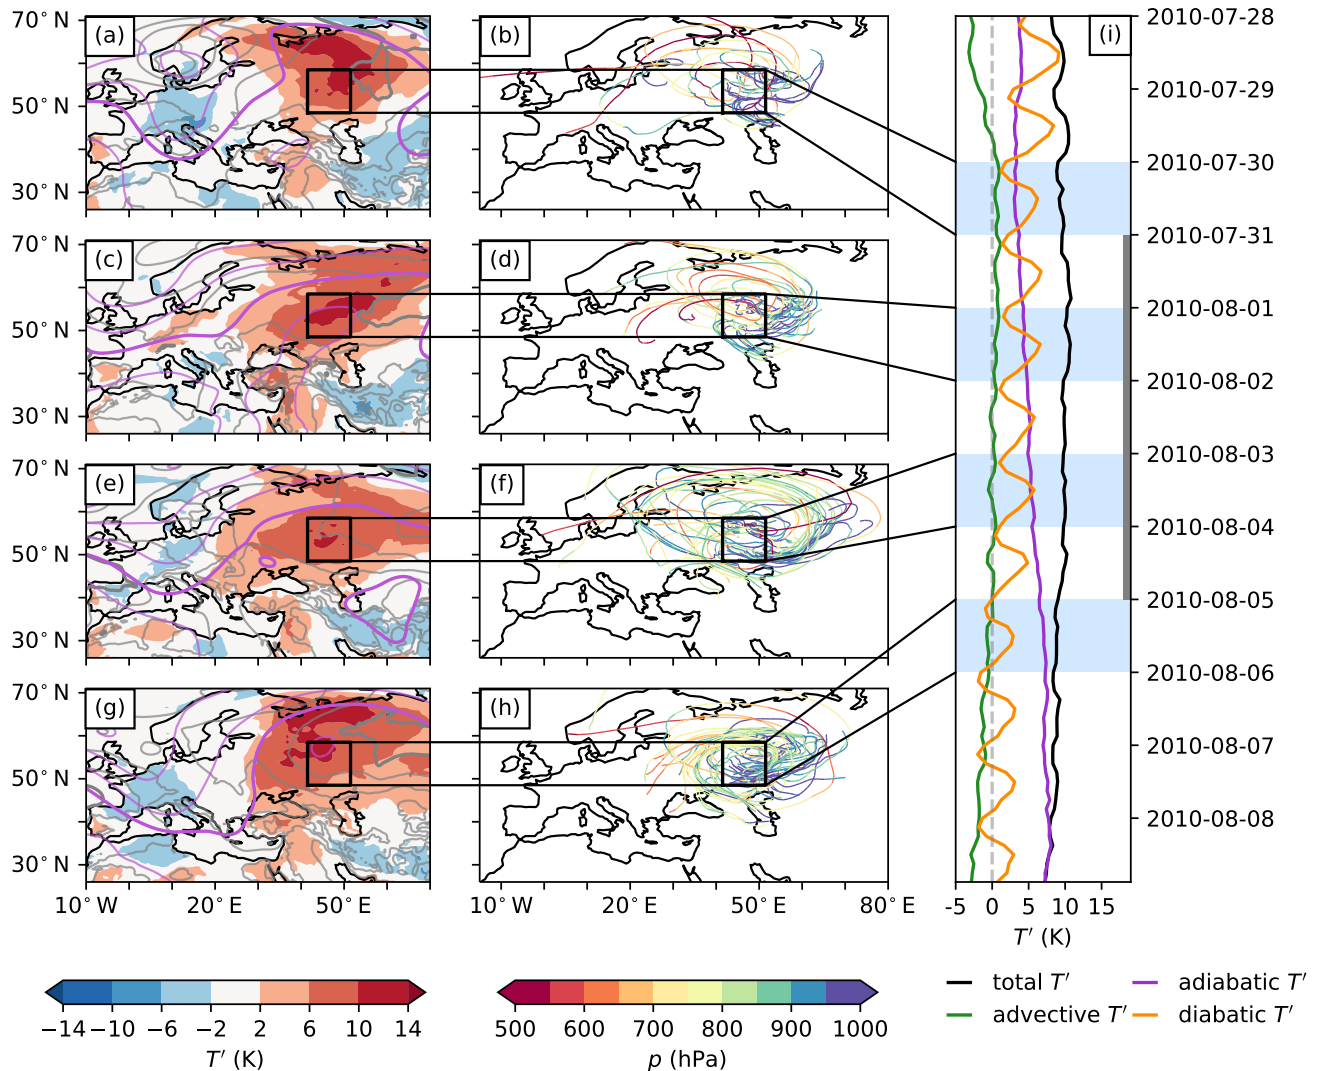 70° N
(a)
(b)
(i)
2010-07-28
50° N
2010-07-29
30° N
2010-07-30
70° N
(c)
(d)
2010-07-31
50° N
2010-08-01
30° N
2010-08-02
70° N
(e)
(f)
2010-08-03
50° N
2010-08-04
30° N
2010-08-05
70° N
(g)
(h)
2010-08-06
50° N
2010-08-07
30° N
2010-08-08
10° W 20° E 50° E
10° W 20° E 50° E 80° E
-5 0 5 10 15
T′ (K)
−14 −10 −6 −2 2 6 10 14
T′ (K)
500 600 700 800 900 1000
p (hPa)
total T′
adiabatic T′
advective T′
diabatic T′